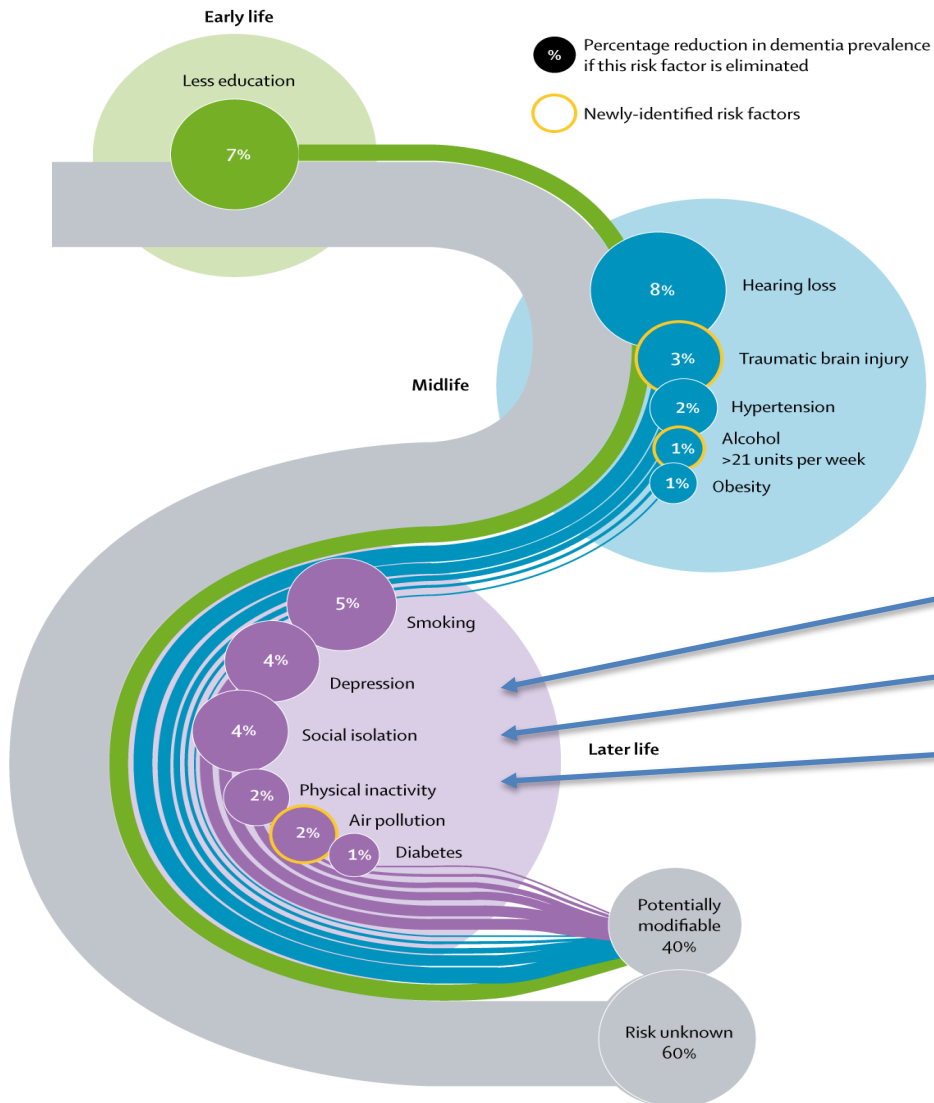 Early life
Less education
7%
% Percentage reduction in dementia prevalence
if this risk factor is eliminated
Newly-identified risk factors
Midlife
8% Hearing loss
3% Traumatic brain injury
2% Hypertension
1% Alcohol
>21 units per week
1% Obesity
5% Smoking
4% Depression
4% Social isolation
2% Physical inactivity
2% Air pollution
1% Diabetes
Later life
Potentially
modifiable
40%
Risk unknown
60%